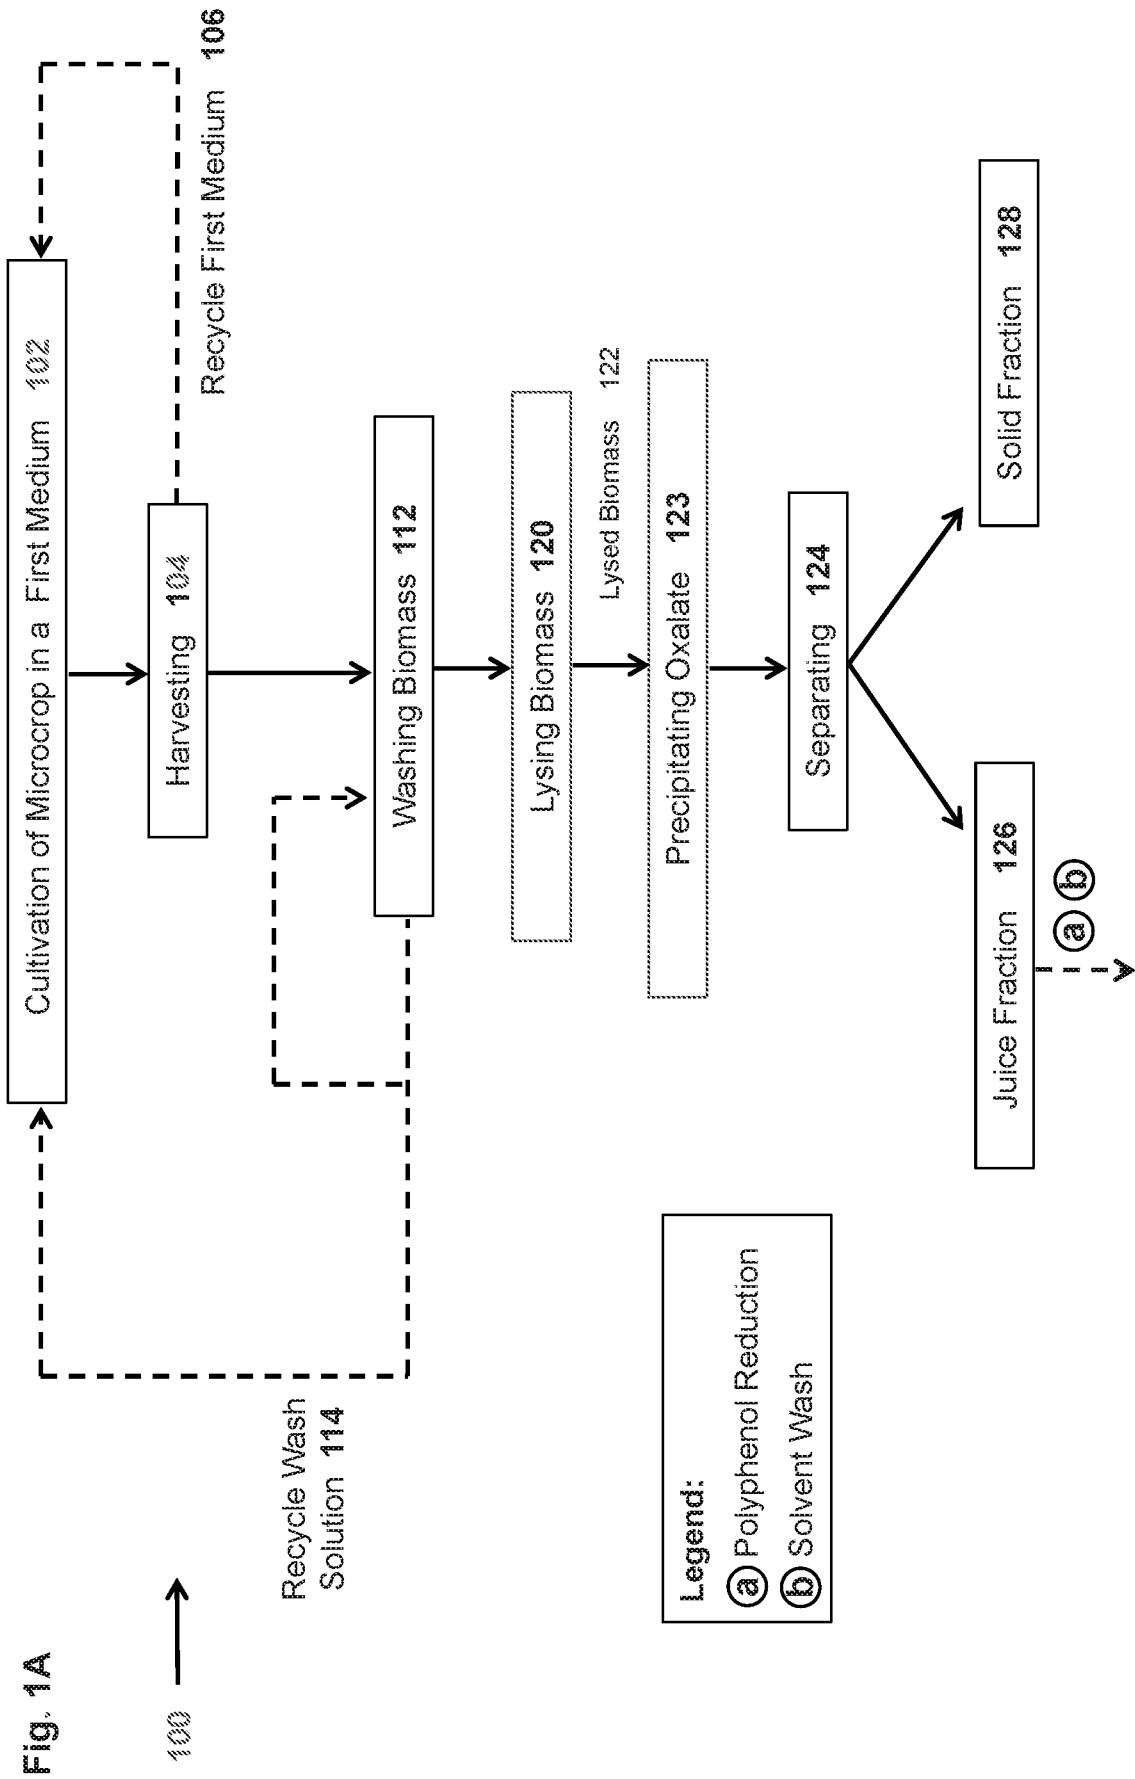 Fig. 1A
100
Cultivation of Microcrop in a First Medium 102
Harvesting 104
Recycle First Medium 106
Recycle Wash
Solution 114
Washing Biomass 112
Lysing Biomass 120
Lysed Biomass 122
Precipitating Oxalate 123
Separating 124
Juice Fraction 126
Solid Fraction 128
a b
Legend:
a Polyphenol Reduction
b Solvent Wash